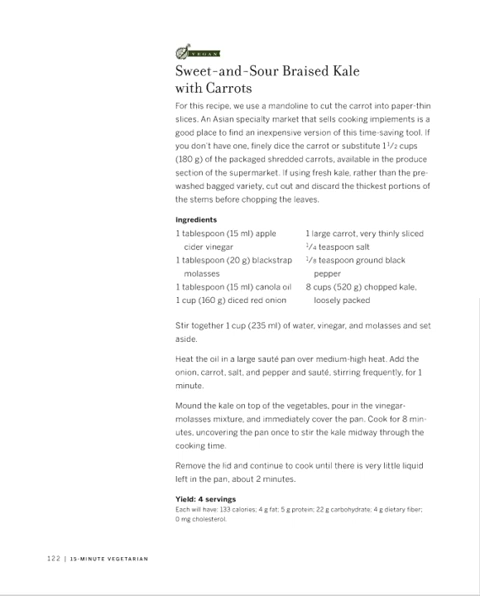 VEGAN
Sweet-and-Sour Braised Kale
with Carrots
For this recipe, we use a mandoline to cut the carrot into paper-thin
slices. An Asian specialty market that sells cooking implements is a
good place to find an inexpensive version of this time-saving tool. If
you don't have one, finely dice the carrot or substitute 1 1/2 cups
(180 g) of the packaged shredded carrots, available in the produce
section of the supermarket. If using fresh kale, rather than the pre-
washed bagged variety, cut out and discard the thickest portions of
the stems before chopping the leaves.
Ingredients
1 tablespoon (15 ml) apple
cider vinegar
1 tablespoon (20 g) blackstrap
molasses
1 tablespoon (15 ml) canola oil
1 cup (160 g) diced red onion
1 large carrot, very thinly sliced
1/4 teaspoon salt
1/8 teaspoon ground black
pepper
8 cups (520 g) chopped kale,
loosely packed
Stir together 1 cup (235 ml) of water, vinegar, and molasses and set
aside.
Heat the oil in a large sauté pan over medium-high heat. Add the
onion, carrot, salt, and pepper and sauté, stirring frequently, for 1
minute.
Mound the kale on top of the vegetables, pour in the vinegar-
molasses mixture, and immediately cover the pan. Cook for 8 min-
utes, uncovering the pan once to stir the kale midway through the
cooking time.
Remove the lid and continue to cook until there is very little liquid
left in the pan, about 2 minutes.
Yield: 4 servings
Each will have: 133 calories; 4 g fat; 5 g protein; 22 g carbohydrate; 4 g dietary fiber;
0 mg cholesterol.
122 | 15-MINUTE VEGETARIAN